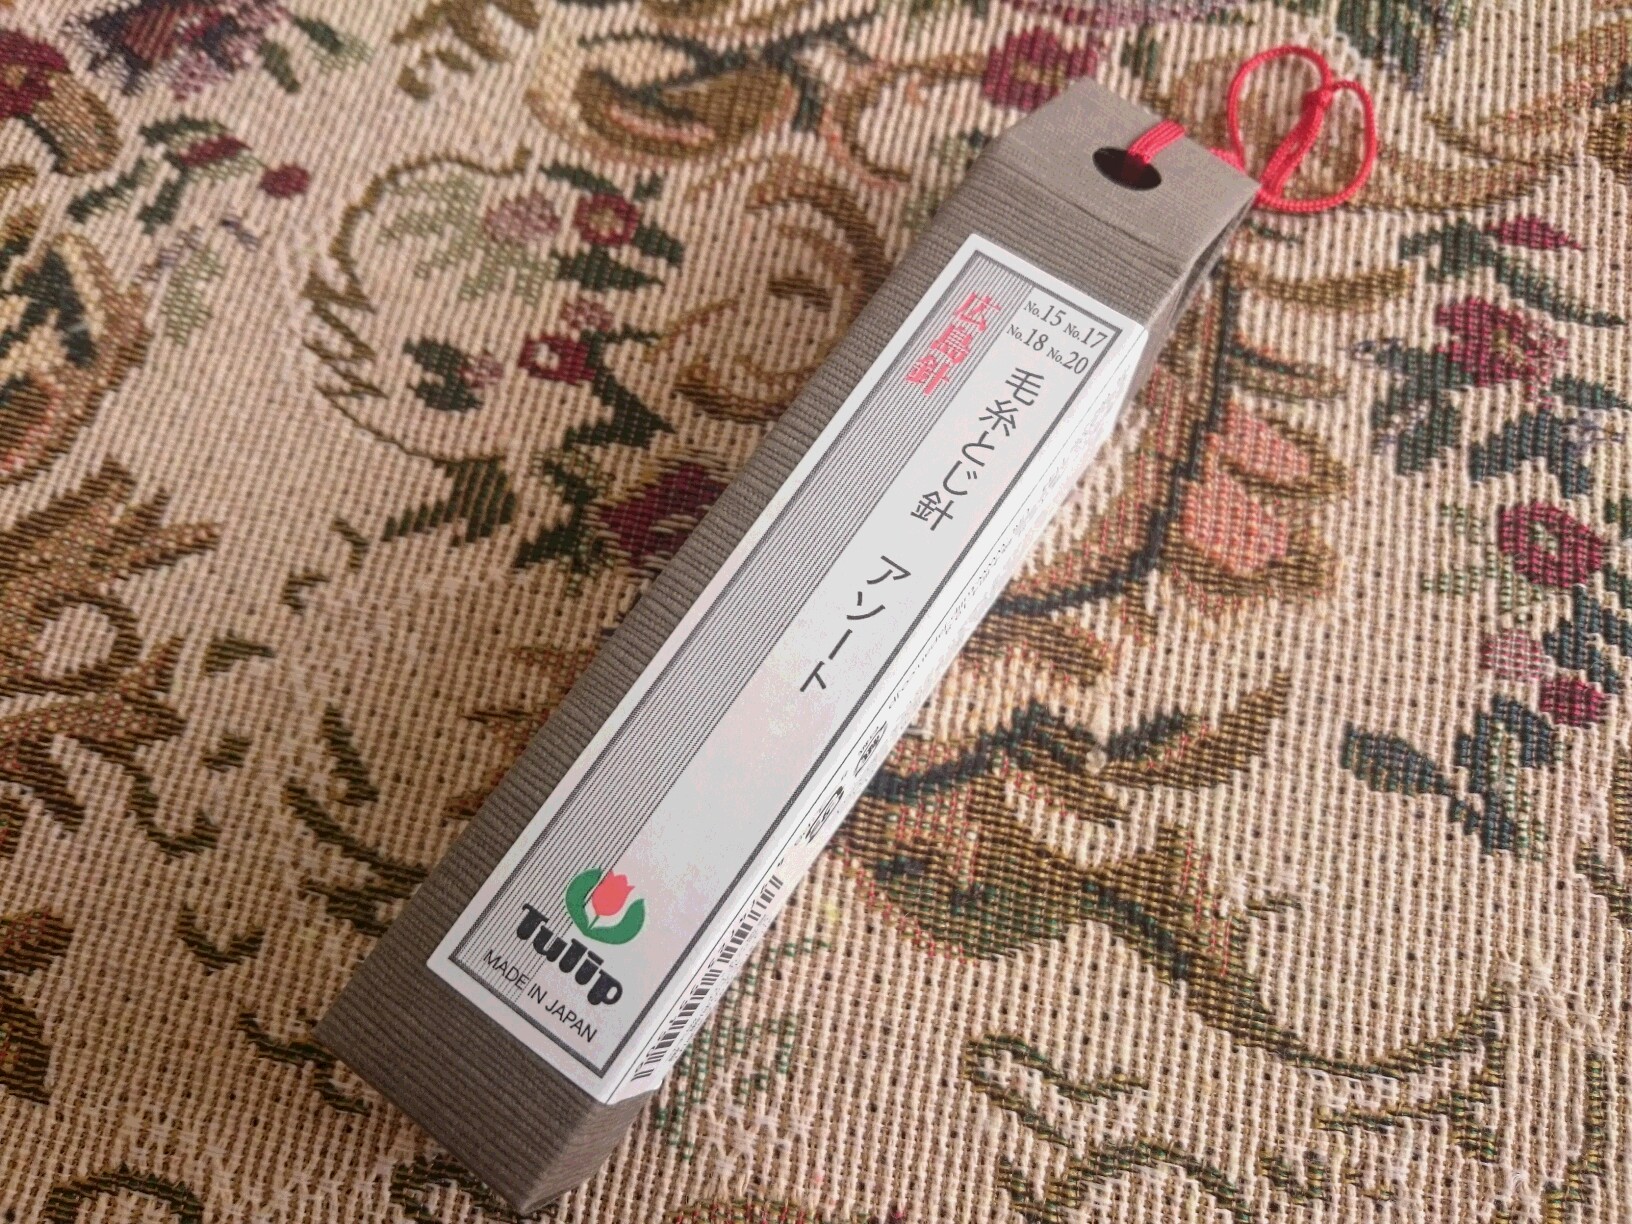 No.15 No.17
No.18 No.20
毛糸とじ針 アソート
広島針
Tulip
MADE IN JAPAN